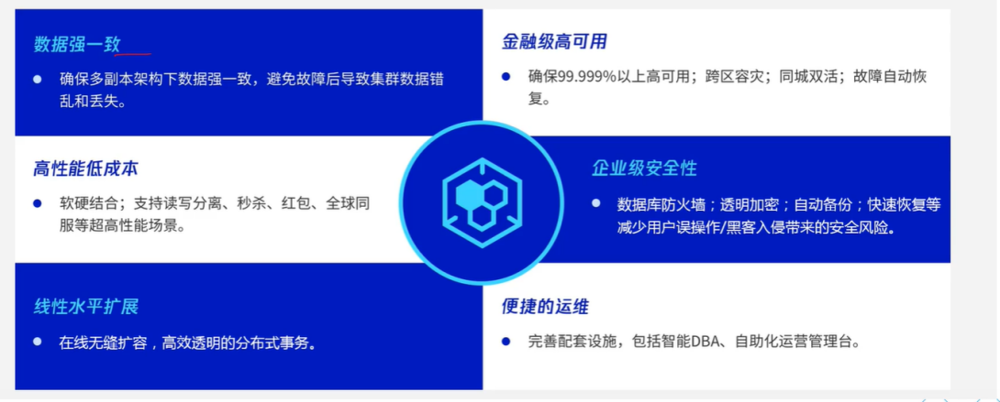 数据强一致
确保多副本架构下数据强一致，避免故障后导致集群数据错
乱和丢失。
金融级高可用
确保99.999%以上高可用；跨区容灾；同城双活；故障自动恢
复。
高性能低成本
软硬结合；支持读写分离、秒杀、红包、全球同
服等超高性能场景。
企业级安全性
数据库防火墙；透明加密；自动备份；快速恢复等
减少用户误操作/黑客入侵带来的安全风险。
线性水平扩展
在线无缝扩容，高效透明的分布式事务。
便捷的运维
完善配套设施，包括智能DBA、自助化运营管理台。